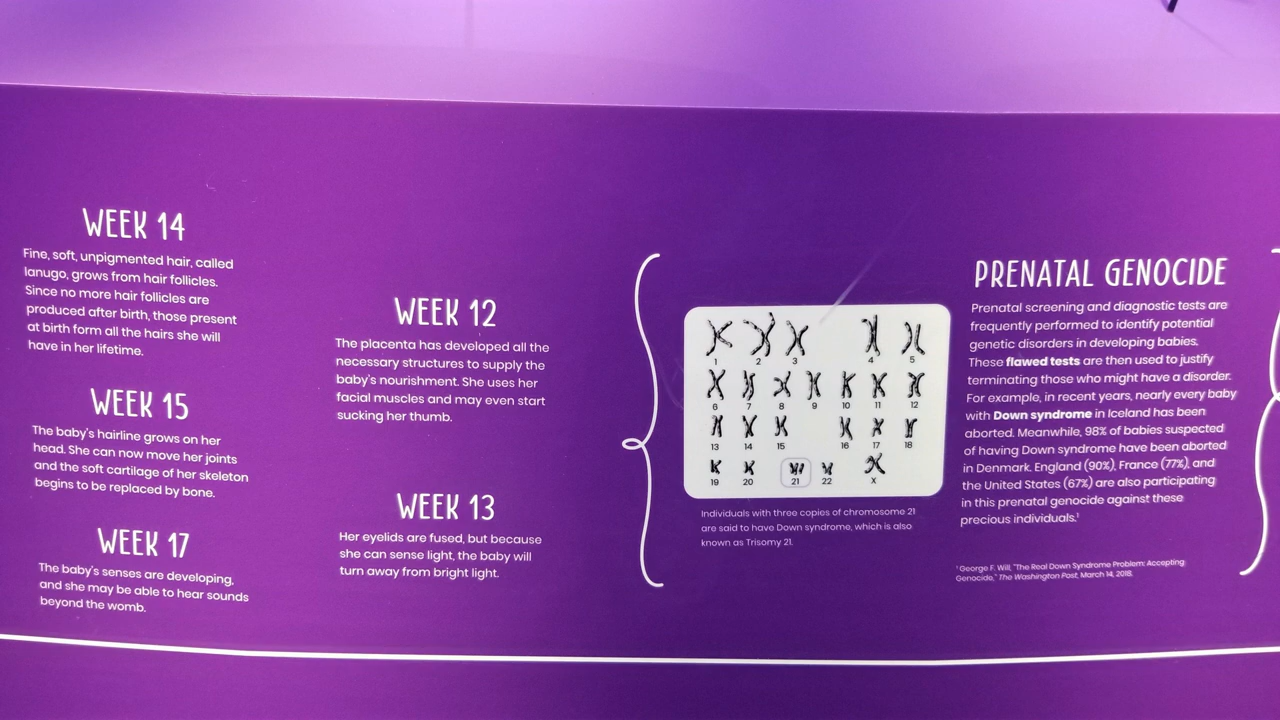 WEEK 14
Fine, soft, unpigmented hair, called
lanugo, grows from hair follicles.
Since no more hair follicles are
produced after birth, those present
at birth form all the hairs she will
have in her lifetime.
WEEK 15
The baby's hairline grows on her
head. She can now move her joints
and the soft cartilage of her skeleton
begins to be replaced by bone.
WEEK 17
The baby's senses are developing,
and she may be able to hear sounds
beyond the womb.
WEEK 12
The placenta has developed all the
necessary structures to supply the
baby's nourishment. She uses her
facial muscles and may even start
sucking her thumb.
WEEK 13
Her eyelids are fused, but because
she can sense light, the baby will
turn away from bright light.
1 2 3 4 5
6 7 8 9 10 11 12
13 14 15 16 17 18
19 20 21 22 X
Individuals with three copies of chromosome 21
are said to have Down syndrome, which is also
known as Trisomy 21.
PRENATAL GENOCIDE
Prenatal screening and diagnostic tests are
frequently performed to identify potential
genetic disorders in developing babies.
These flawed tests are then used to justify
terminating those who might have a disorder.
For example, in recent years, nearly every baby
with Down syndrome in Iceland has been
aborted. Meanwhile, 98% of babies suspected
of having Down syndrome have been aborted
in Denmark. England (90%), France (77%), and
the United States (67%) are also participating
in this prenatal genocide against these
precious individuals.¹
¹ George F. Will, "The Real Down Syndrome Problem: Accepting
Genocide," The Washington Post, March 14, 2018.